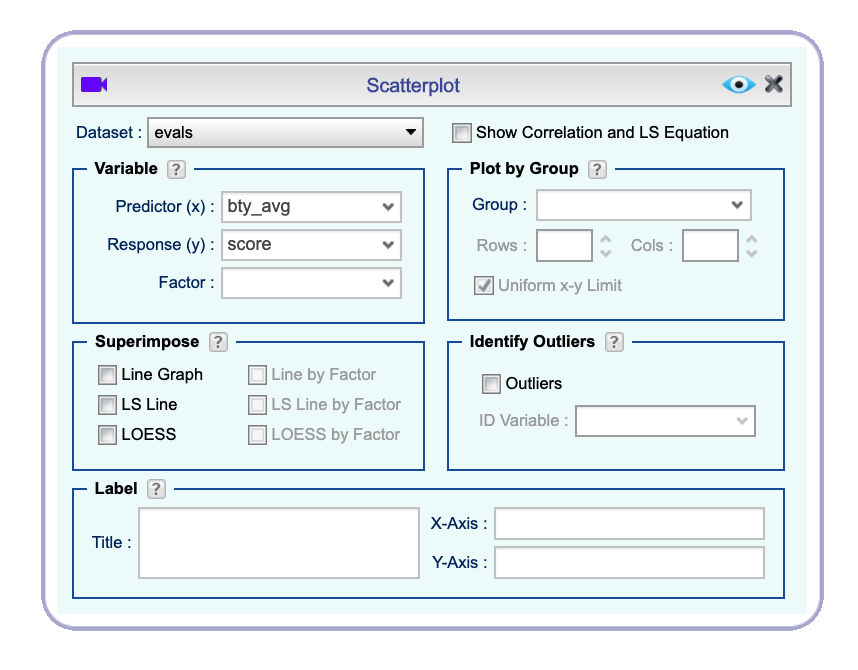 Scatterplot
Dataset : evals
Show Correlation and LS Equation
Variable ?
Predictor (x) : bty_avg
Response (y) : score
Factor :
Plot by Group ?
Group :
Rows : Cols :
Uniform x-y Limit
Superimpose ?
Line Graph Line by Factor
LS Line LS Line by Factor
LOESS LOESS by Factor
Identify Outliers ?
Outliers
ID Variable :
Label ?
Title :
X-Axis :
Y-Axis :